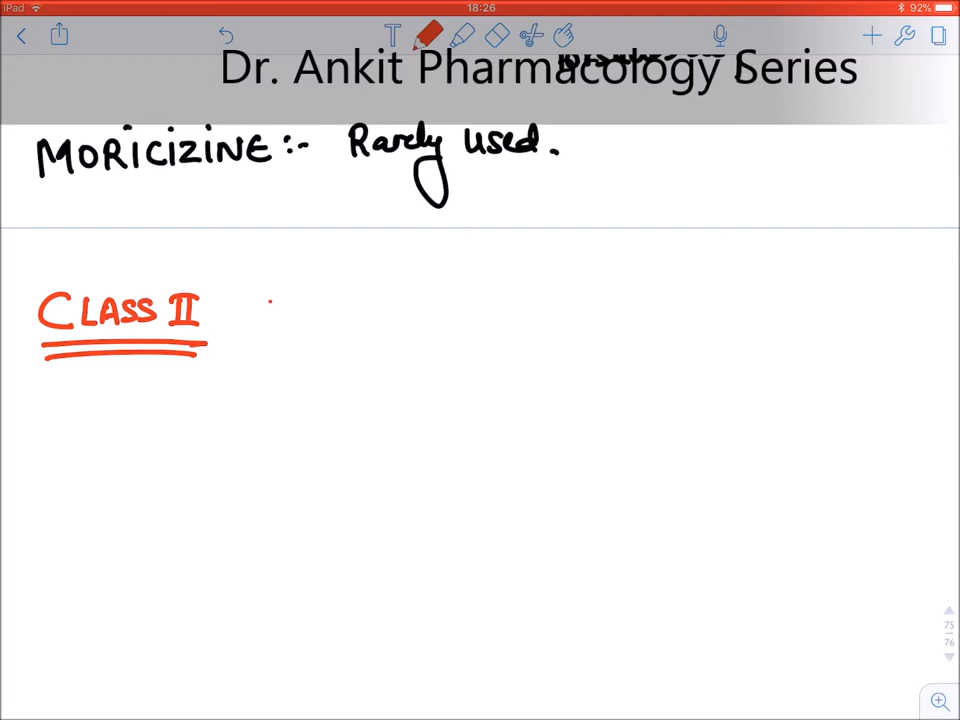 iPad 18:26 92%
T
Dr. Ankit Pharmacology Series
MORICIZINE :- Rarely used.
CLASS II
75
76